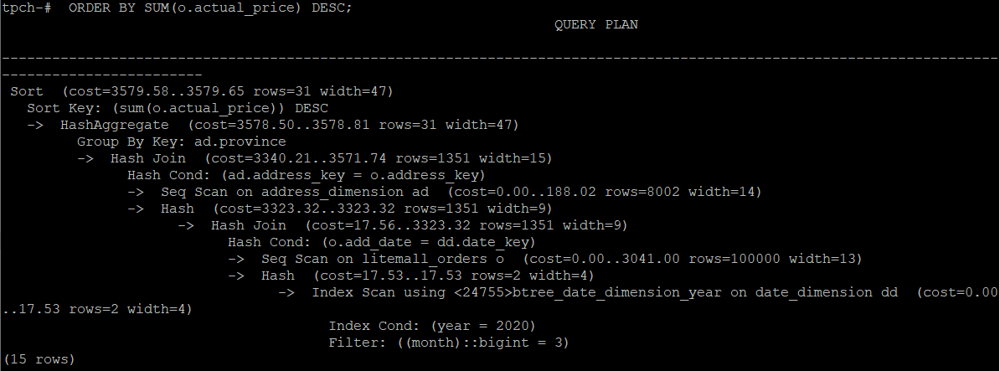 tpch-#  ORDER BY SUM(o.actual_price) DESC;
QUERY PLAN
-----------------------------------------------------------------------------------------------------------------------
------------------------
Sort  (cost=3579.58..3579.65 rows=31 width=47)
Sort Key: (sum(o.actual_price)) DESC
->  HashAggregate  (cost=3578.50..3578.81 rows=31 width=47)
Group By Key: ad.province
->  Hash Join  (cost=3340.21..3571.74 rows=1351 width=15)
Hash Cond: (ad.address_key = o.address_key)
->  Seq Scan on address_dimension ad  (cost=0.00..188.02 rows=8002 width=14)
->  Hash  (cost=3323.32..3323.32 rows=1351 width=9)
->  Hash Join  (cost=17.56..3323.32 rows=1351 width=9)
Hash Cond: (o.add_date = dd.date_key)
->  Seq Scan on litemall_orders o  (cost=0.00..3041.00 rows=100000 width=13)
->  Hash  (cost=17.53..17.53 rows=2 width=4)
->  Index Scan using <24755>btree_date_dimension_year on date_dimension dd  (cost=0.00
..17.53 rows=2 width=4)
Index Cond: (year = 2020)
Filter: ((month)::bigint = 3)
(15 rows)